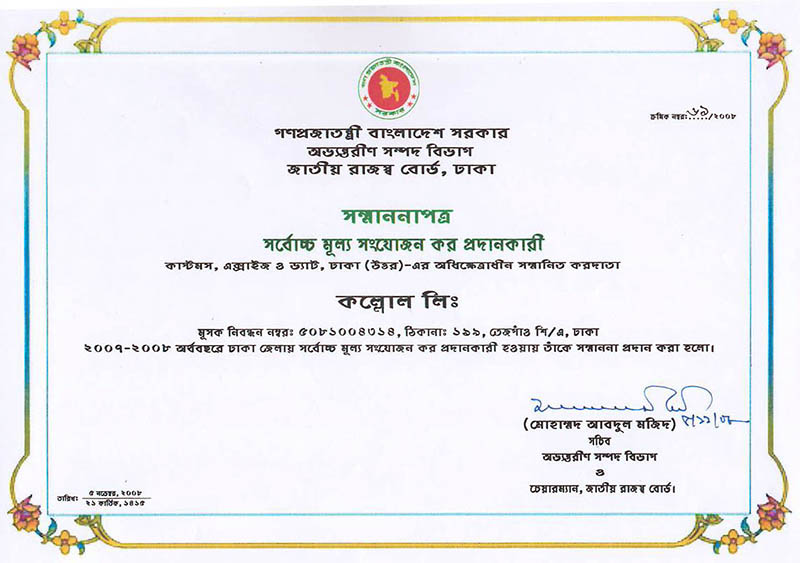 গণপ্রজাতন্ত্রী বাংলাদেশ
সরকার
ক্রমিক নম্বরঃ..৬৯../২০০৮
গণপ্রজাতন্ত্রী বাংলাদেশ সরকার
অভ্যন্তরীণ সম্পদ বিভাগ
জাতীয় রাজস্ব বোর্ড, ঢাকা
সম্মাননাপত্র
সর্বোচ্চ মূল্য সংযোজন কর প্রদানকারী
কাস্টমস, এক্সাইজ ও ভ্যাট, ঢাকা (উত্তর)-এর অধিক্ষেত্রাধীন সম্মানিত করদাতা
কল্লোল লিঃ
মূসক নিবন্ধন নম্বরঃ ৫০৮১০০৪৩১৪, ঠিকানাঃ ১৯৯, তেজগাঁও শি/এ, ঢাকা
২০০৭-২০০৮ অর্থবছরে ঢাকা জেলায় সর্বোচ্চ মূল্য সংযোজন কর প্রদানকারী হওয়ায় তাঁকে সম্মাননা প্রদান করা হলো।
৫/১১/০৮
(মোহাম্মদ আবদুল মজিদ)
সচিব
অভ্যন্তরীণ সম্পদ বিভাগ
ও
চেয়ারম্যান, জাতীয় রাজস্ব বোর্ড।
তারিখঃ ৫ নভেম্বর, ২০০৮
২১ কার্তিক, ১৪১৫